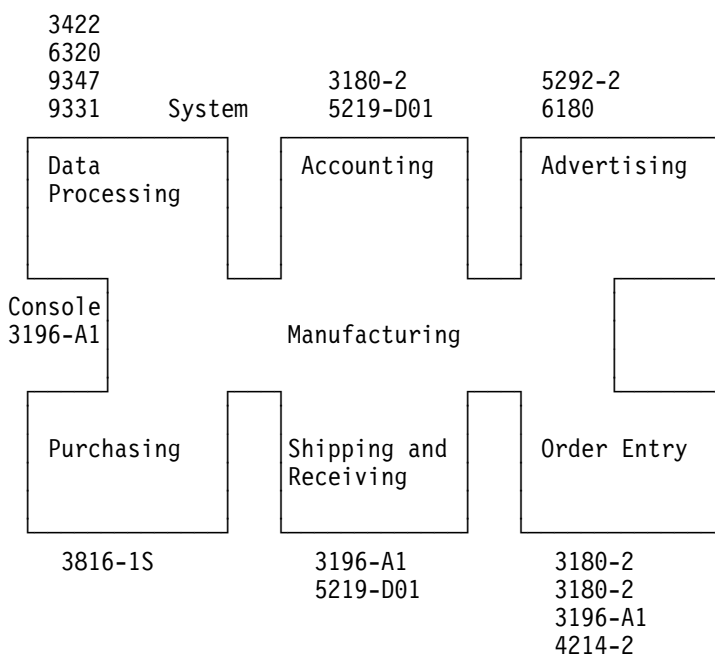 3422
6320
9347
9331 System
3180-2
5219-D01
5292-2
6180
Data
Processing
Accounting
Advertising
Console
3196-A1
Manufacturing
Purchasing
Shipping and
Receiving
Order Entry
3816-1S
3196-A1
5219-D01
3180-2
3180-2
3196-A1
4214-2